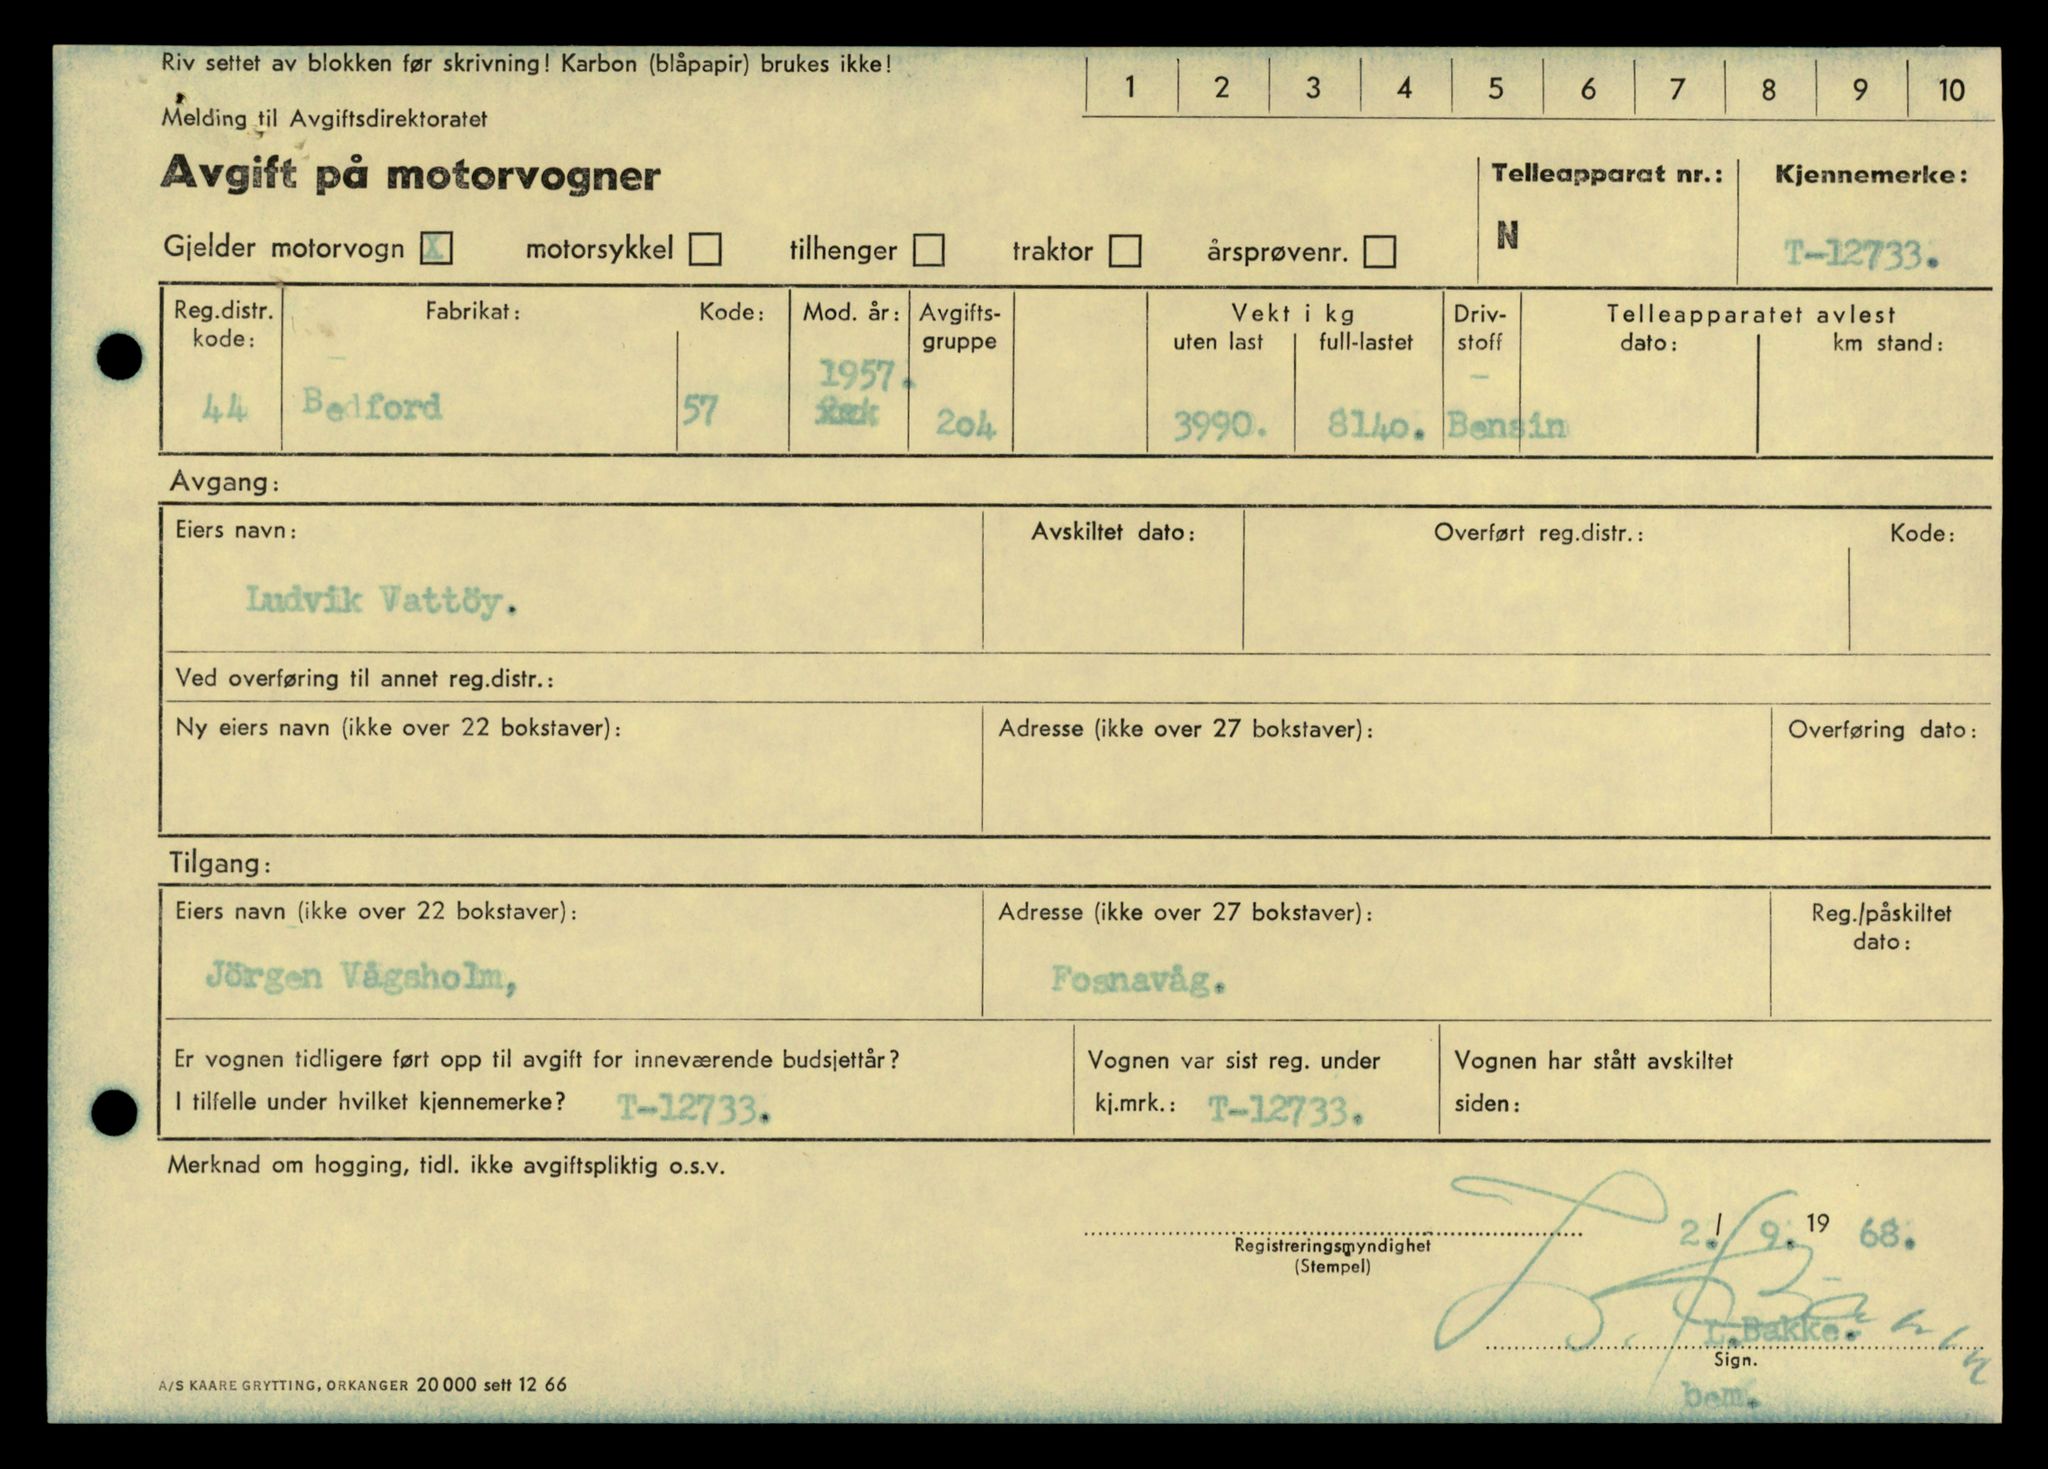 Riv settet av blokken før skrivning! Karbon (blåpapir) brukes ikke!
1 2 3 4 5 6 7 8 9 10
Melding til Avgiftsdirektoratet
Avgift på motorvogner
Telleapparat nr.: Kjennemerke:
N T-12733.
Gjelder motorvogn X motorsykkel tilhenger traktor årsprøvenr.
Reg.distr. kode: Fabrikat: Kode: Mod. år: Avgifts-gruppe Vekt i kg Driv-stoff Telleapparatet avlest
uten last full-lastet dato: km stand:
1957.
44 Bedford 57 204 3990. 8140. Bensin
Avgang:
Eiers navn: Avskiltet dato: Overført reg.distr.: Kode:
Ludvik Vattöy.
Ved overføring til annet reg.distr.:
Ny eiers navn (ikke over 22 bokstaver): Adresse (ikke over 27 bokstaver): Overføring dato:
Tilgang:
Eiers navn (ikke over 22 bokstaver): Adresse (ikke over 27 bokstaver): Reg./påskiltet dato:
Jörgen Vågsholm, Fosnavåg.
Er vognen tidligere ført opp til avgift for inneværende budsjettår? Vognen var sist reg. under Vognen har stått avskiltet
I tilfelle under hvilket kjennemerke? T-12733. kj.mrk.: T-12733. siden:
Merknad om hogging, tidl. ikke avgiftspliktig o.s.v.
2./9. 19 68.
Registreringsmyndighet
(Stempel)
L.Bakke.
Sign.
bem.
A/S KAARE GRYTTING, ORKANGER 20 000 sett 12 66